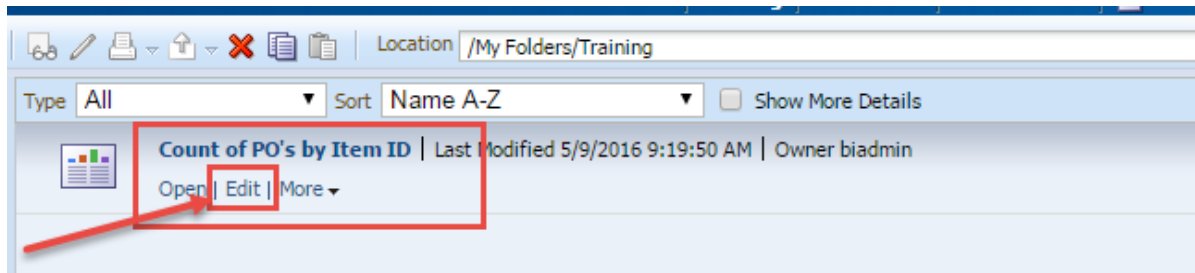 Location /My Folders/Training
Type All Sort Name A-Z Show More Details
Count of PO's by Item ID | Last Modified 5/9/2016 9:19:50 AM | Owner biadmin
Open | Edit | More